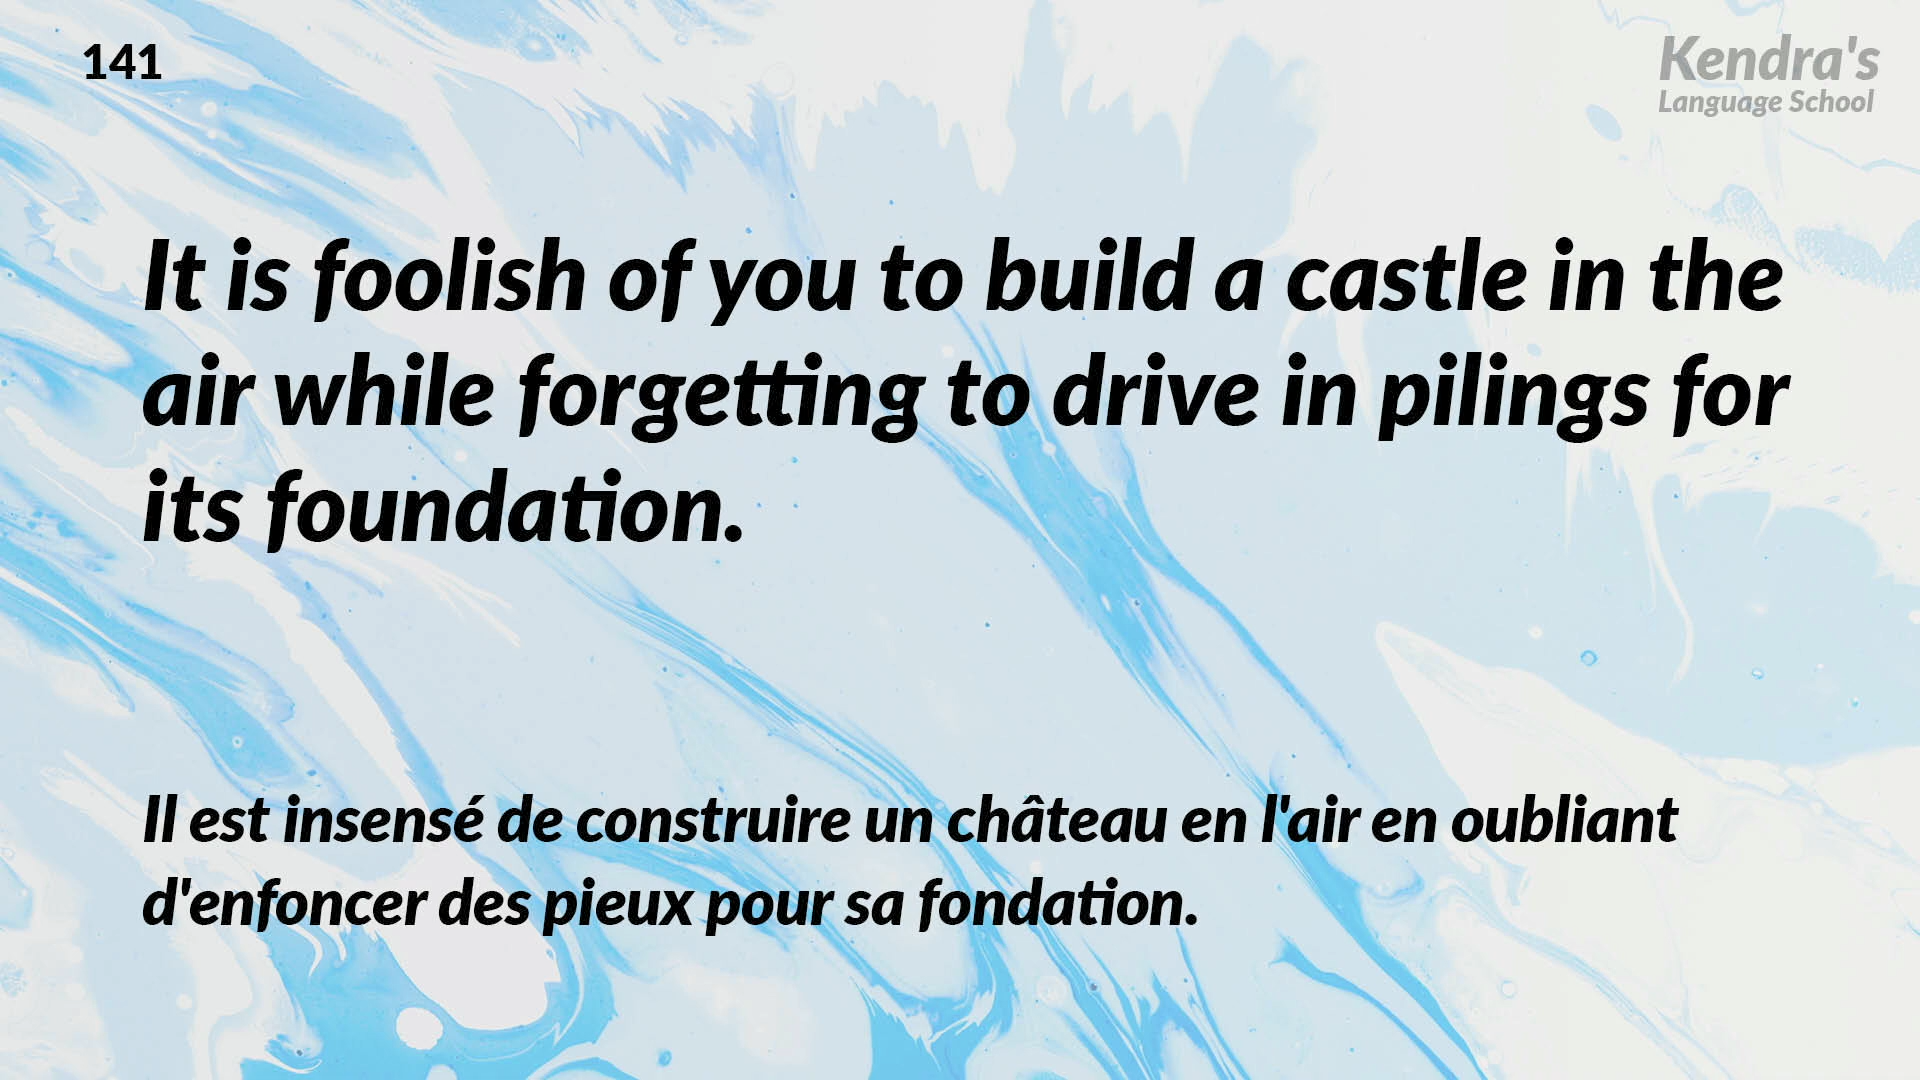 141
Kendra's
Language School
It is foolish of you to build a castle in the
air while forgetting to drive in pilings for
its foundation.
Il est insensé de construire un château en l'air en oubliant
d'enfoncer des pieux pour sa fondation.